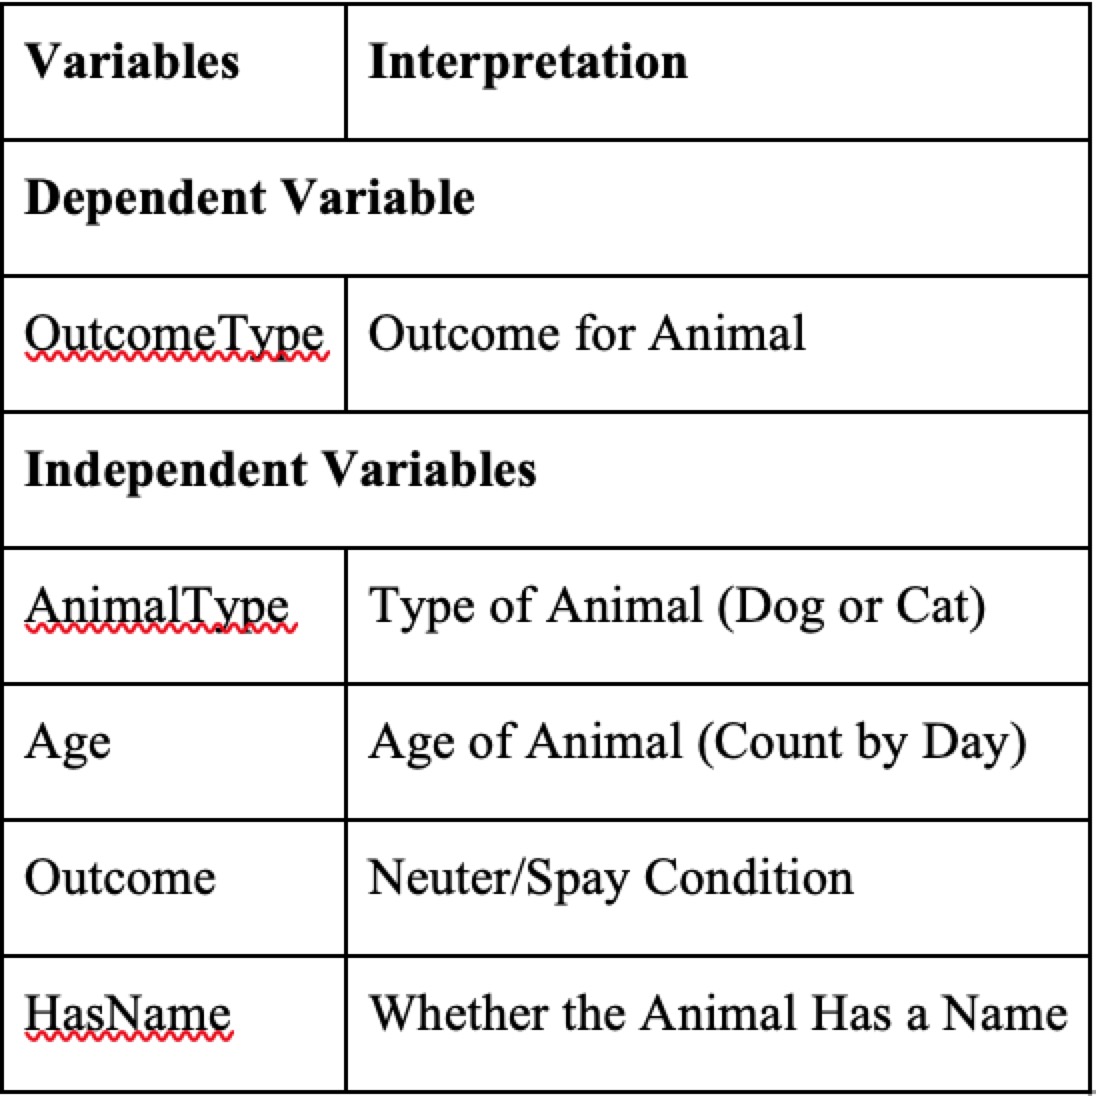 Variables Interpretation
Dependent Variable
OutcomeType Outcome for Animal
Independent Variables
AnimalType Type of Animal (Dog or Cat)
Age Age of Animal (Count by Day)
Outcome Neuter/Spay Condition
HasName Whether the Animal Has a Name